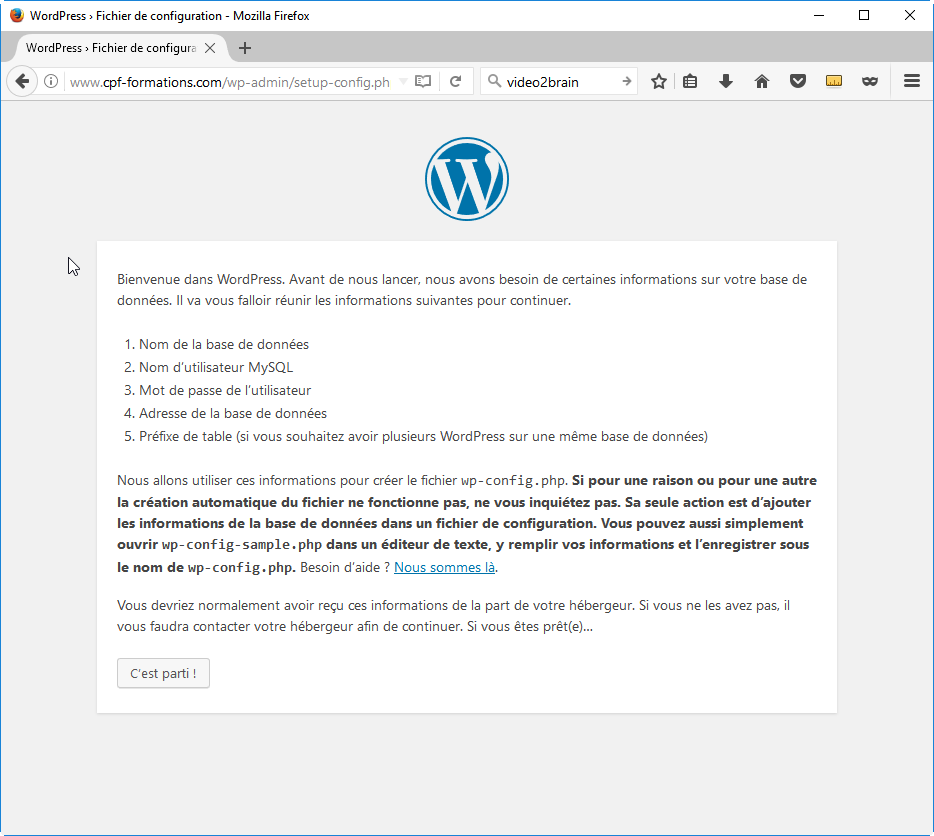 WordPress › Fichier de configuration - Mozilla Firefox
WordPress › Fichier de configura
www.cpf-formations.com/wp-admin/setup-config.ph
video2brain
Bienvenue dans WordPress. Avant de nous lancer, nous avons besoin de certaines informations sur votre base de
données. Il va vous falloir réunir les informations suivantes pour continuer.
1. Nom de la base de données
2. Nom d’utilisateur MySQL
3. Mot de passe de l’utilisateur
4. Adresse de la base de données
5. Préfixe de table (si vous souhaitez avoir plusieurs WordPress sur une même base de données)
Nous allons utiliser ces informations pour créer le fichier wp-config.php. Si pour une raison ou pour une autre
la création automatique du fichier ne fonctionne pas, ne vous inquiétez pas. Sa seule action est d’ajouter
les informations de la base de données dans un fichier de configuration. Vous pouvez aussi simplement
ouvrir wp-config-sample.php dans un éditeur de texte, y remplir vos informations et l’enregistrer sous
le nom de wp-config.php. Besoin d’aide ? Nous sommes là.
Vous devriez normalement avoir reçu ces informations de la part de votre hébergeur. Si vous ne les avez pas, il
vous faudra contacter votre hébergeur afin de continuer. Si vous êtes prêt(e)…
C’est parti !